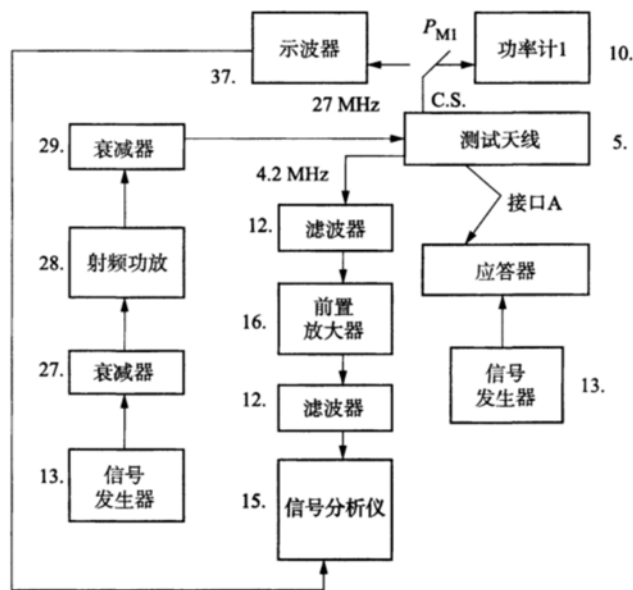 示波器
37.
P_M1
功率计1
10.
27 MHz
C.S.
29.
衰减器
测试天线
5.
4.2 MHz
接口A
12.
滤波器
28.
射频功放
应答器
16.
前置
放大器
27.
衰减器
信号
发生器
13.
12.
滤波器
13.
信号
发生器
15.
信号分析仪